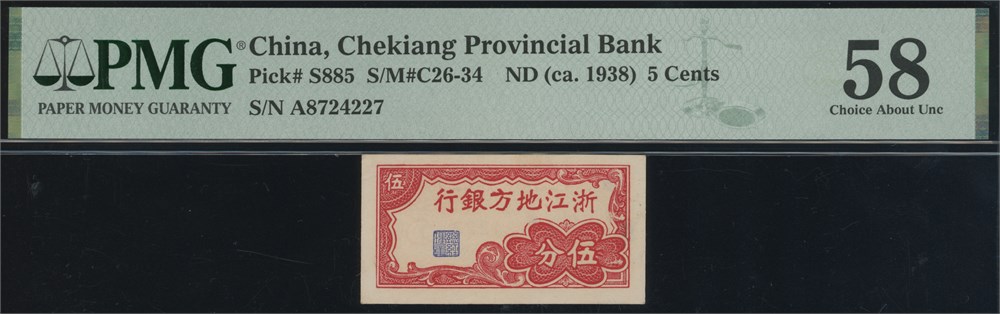 PMG® China, Chekiang Provincial Bank
Pick# S885 S/M#C26-34 ND (ca. 1938) 5 Cents
PAPER MONEY GUARANTY S/N A8724227
58
Choice About Unc
伍
浙江地方銀行
伍分